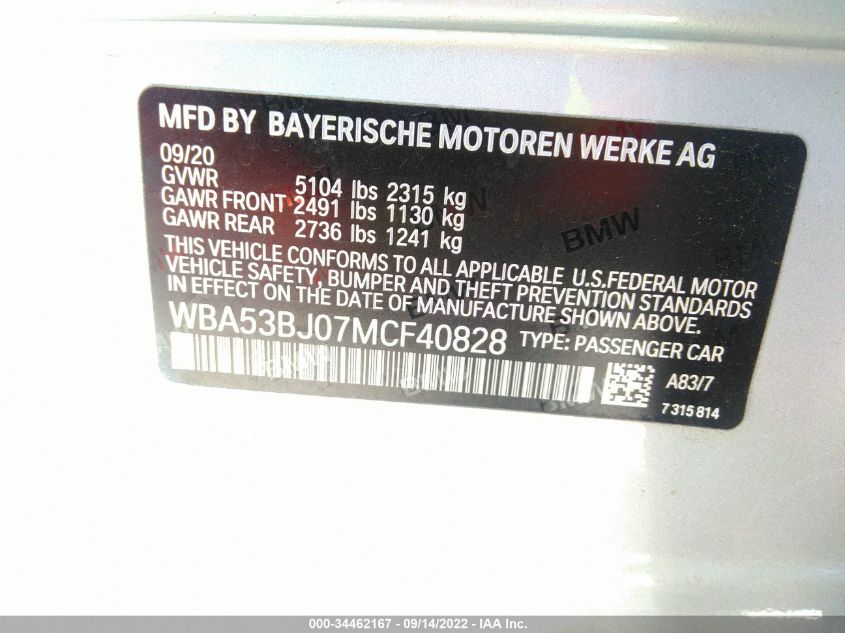 MFD BY BAYERISCHE MOTOREN WERKE AG
09/20
GVWR 5104 lbs 2315 kg
GAWR FRONT 2491 lbs 1130 kg
GAWR REAR 2736 lbs 1241 kg
THIS VEHICLE CONFORMS TO ALL APPLICABLE U.S.FEDERAL MOTOR
VEHICLE SAFETY, BUMPER AND THEFT PREVENTION STANDARDS
IN EFFECT ON THE DATE OF MANUFACTURE SHOWN ABOVE.
WBA53BJ07MCF40828 TYPE: PASSENGER CAR
A83/7
7 315 814
BMW
000-34462167 - 09/14/2022 - IAA Inc.